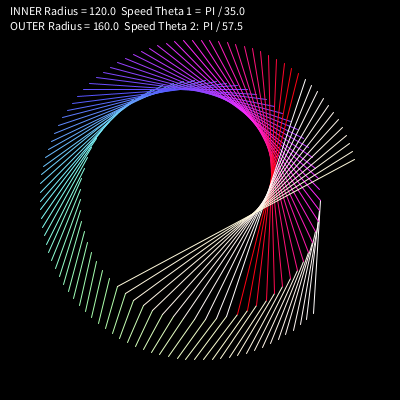 INNER Radius = 120.0  Speed Theta 1 =  PI / 35.0
OUTER Radius = 160.0  Speed Theta 2:  PI / 57.5